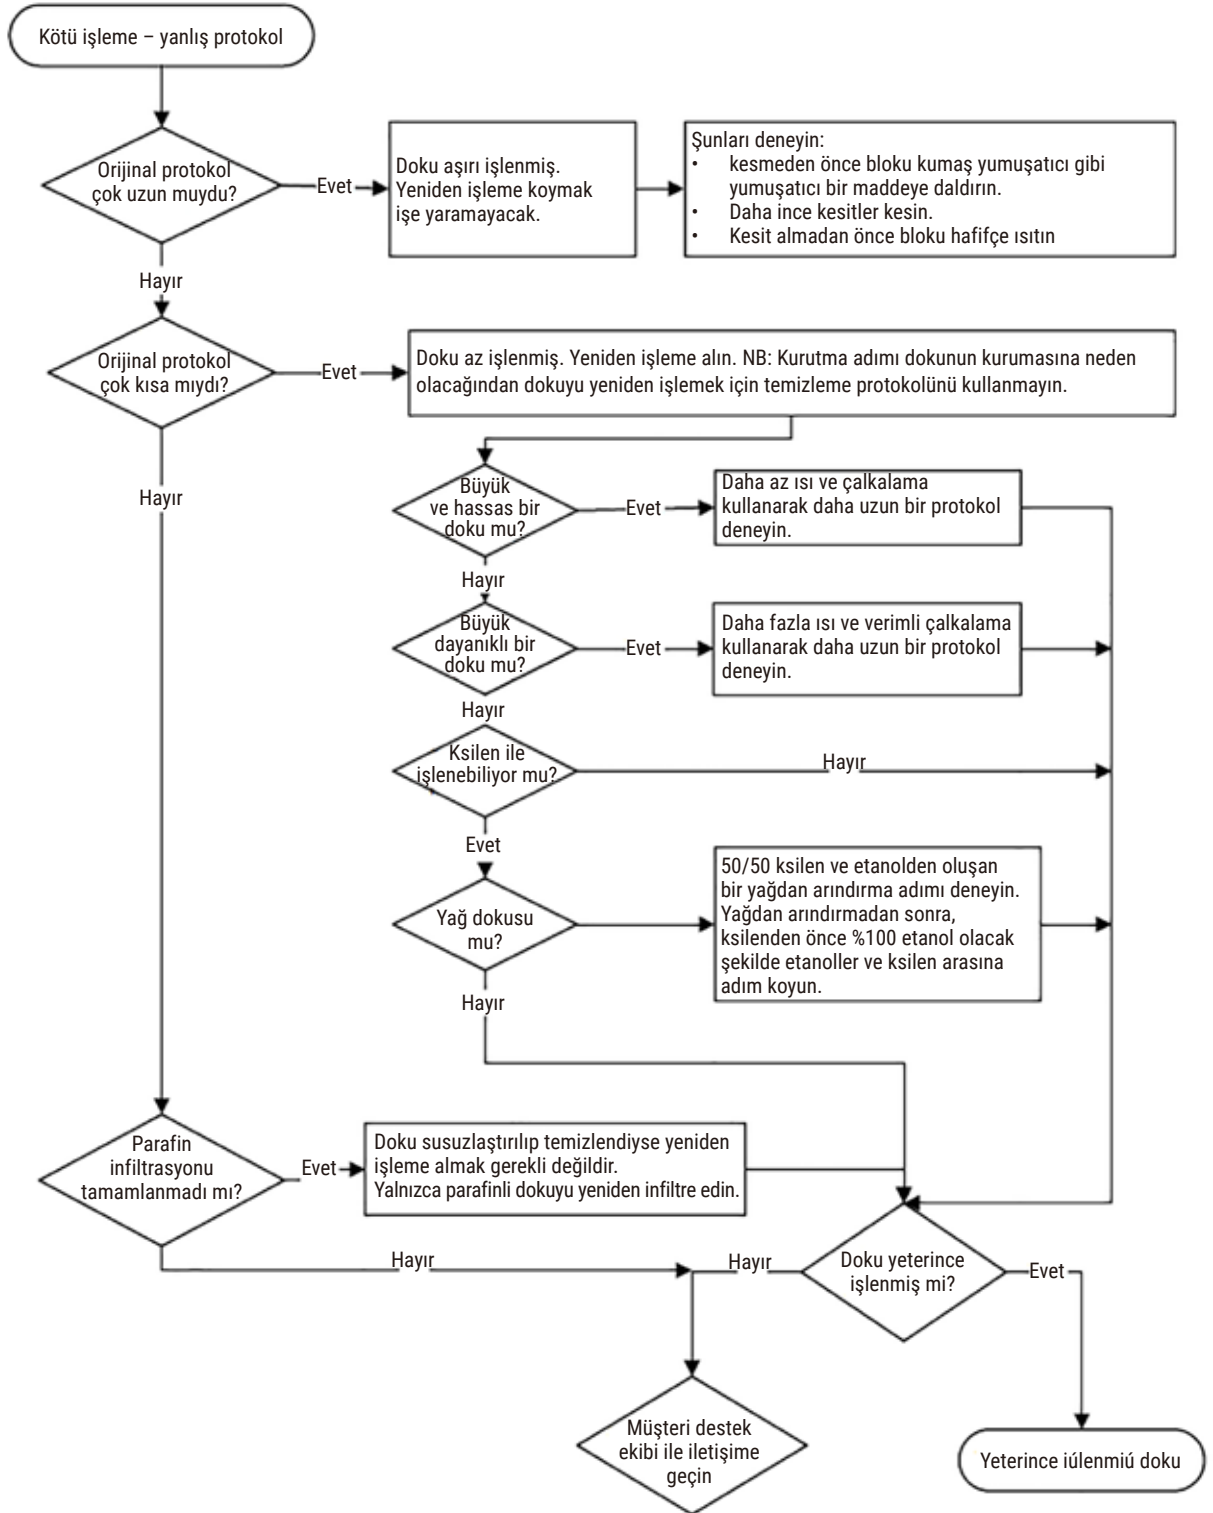 Kötü işleme – yanlış protokol
Orijinal protokol
çok uzun muydu?
Evet
Doku aşırı işlenmiş.
Yeniden işleme koymak
işe yaramayacak.
Şunları deneyin:
• kesmeden önce bloku kumaş yumuşatıcı gibi
yumuşatıcı bir maddeye daldırın.
• Daha ince kesitler kesin.
• Kesit almadan önce bloku hafifçe ısıtın
Hayır
Orijinal protokol
çok kısa mıydı?
Evet
Doku az işlenmiş. Yeniden işleme alın. NB: Kurutma adımı dokunun kurumasına neden
olacağından dokuyu yeniden işlemek için temizleme protokolünü kullanmayın.
Hayır
Büyük
ve hassas bir
doku mu?
Evet
Daha az ısı ve çalkalama
kullanarak daha uzun bir protokol
deneyin.
Hayır
Büyük
dayanıklı bir
doku mu?
Evet
Daha fazla ısı ve verimli çalkalama
kullanarak daha uzun bir protokol
deneyin.
Hayır
Ksilen ile
işlenebiliyor mu?
Hayır
Evet
Yağ dokusu
mu?
50/50 ksilen ve etanolden oluşan
bir yağdan arındırma adımı deneyin.
Yağdan arındırmadan sonra,
ksilenden önce %100 etanol olacak
şekilde etanoller ve ksilen arasına
adım koyun.
Hayır
Parafin
infiltrasyonu
tamamlanmadı mı?
Evet
Doku susuzlaştırılıp temizlendiyse yeniden
işleme almak gerekli değildir.
Yalnızca parafinli dokuyu yeniden infiltre edin.
Hayır
Hayır
Doku yeterince
işlenmiş mi?
Evet
Müşteri destek
ekibi ile iletişime
geçin
Yeterince iúlenmiú doku